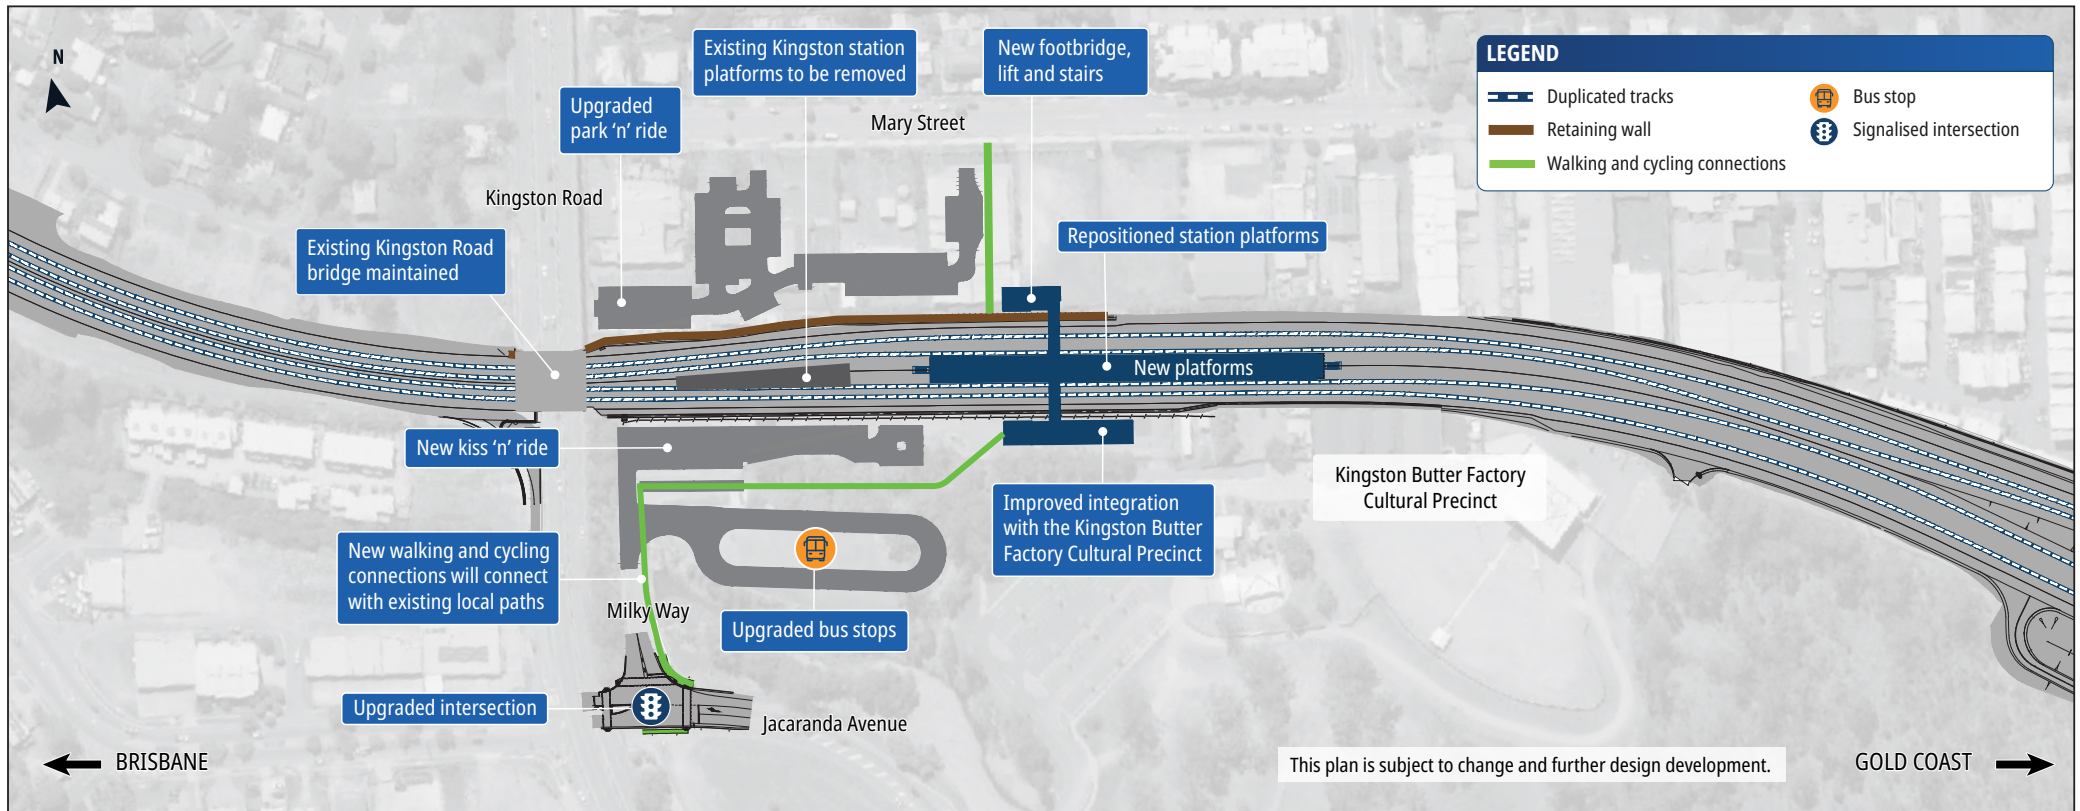 N
Existing Kingston station
platforms to be removed
New footbridge,
lift and stairs
Upgraded
park ‘n’ ride
Mary Street
LEGEND
Duplicated tracks
Retaining wall
Walking and cycling connections
Bus stop
Signalised intersection
Kingston Road
Existing Kingston Road
bridge maintained
Repositioned station platforms
New platforms
New kiss ‘n’ ride
Kingston Butter Factory
Cultural Precinct
Improved integration
with the Kingston Butter
Factory Cultural Precinct
New walking and cycling
connections will connect
with existing local paths
Milky Way
Upgraded bus stops
Upgraded intersection
Jacaranda Avenue
BRISBANE
This plan is subject to change and further design development.
GOLD COAST